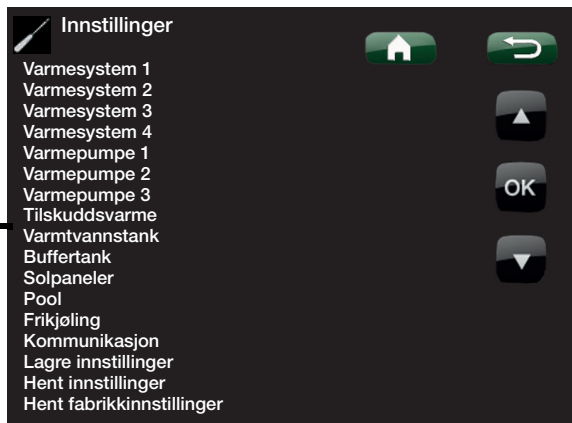 Innstillinger
Varmesystem 1
Varmesystem 2
Varmesystem 3
Varmesystem 4
Varmepumpe 1
Varmepumpe 2
Varmepumpe 3
Tilskuddsvarme
Varmtvannstank
Buffertank
Solpaneler
Pool
Frikjøling
Kommunikasjon
Lagre innstillinger
Hent innstillinger
Hent fabrikkinnstillinger
OK